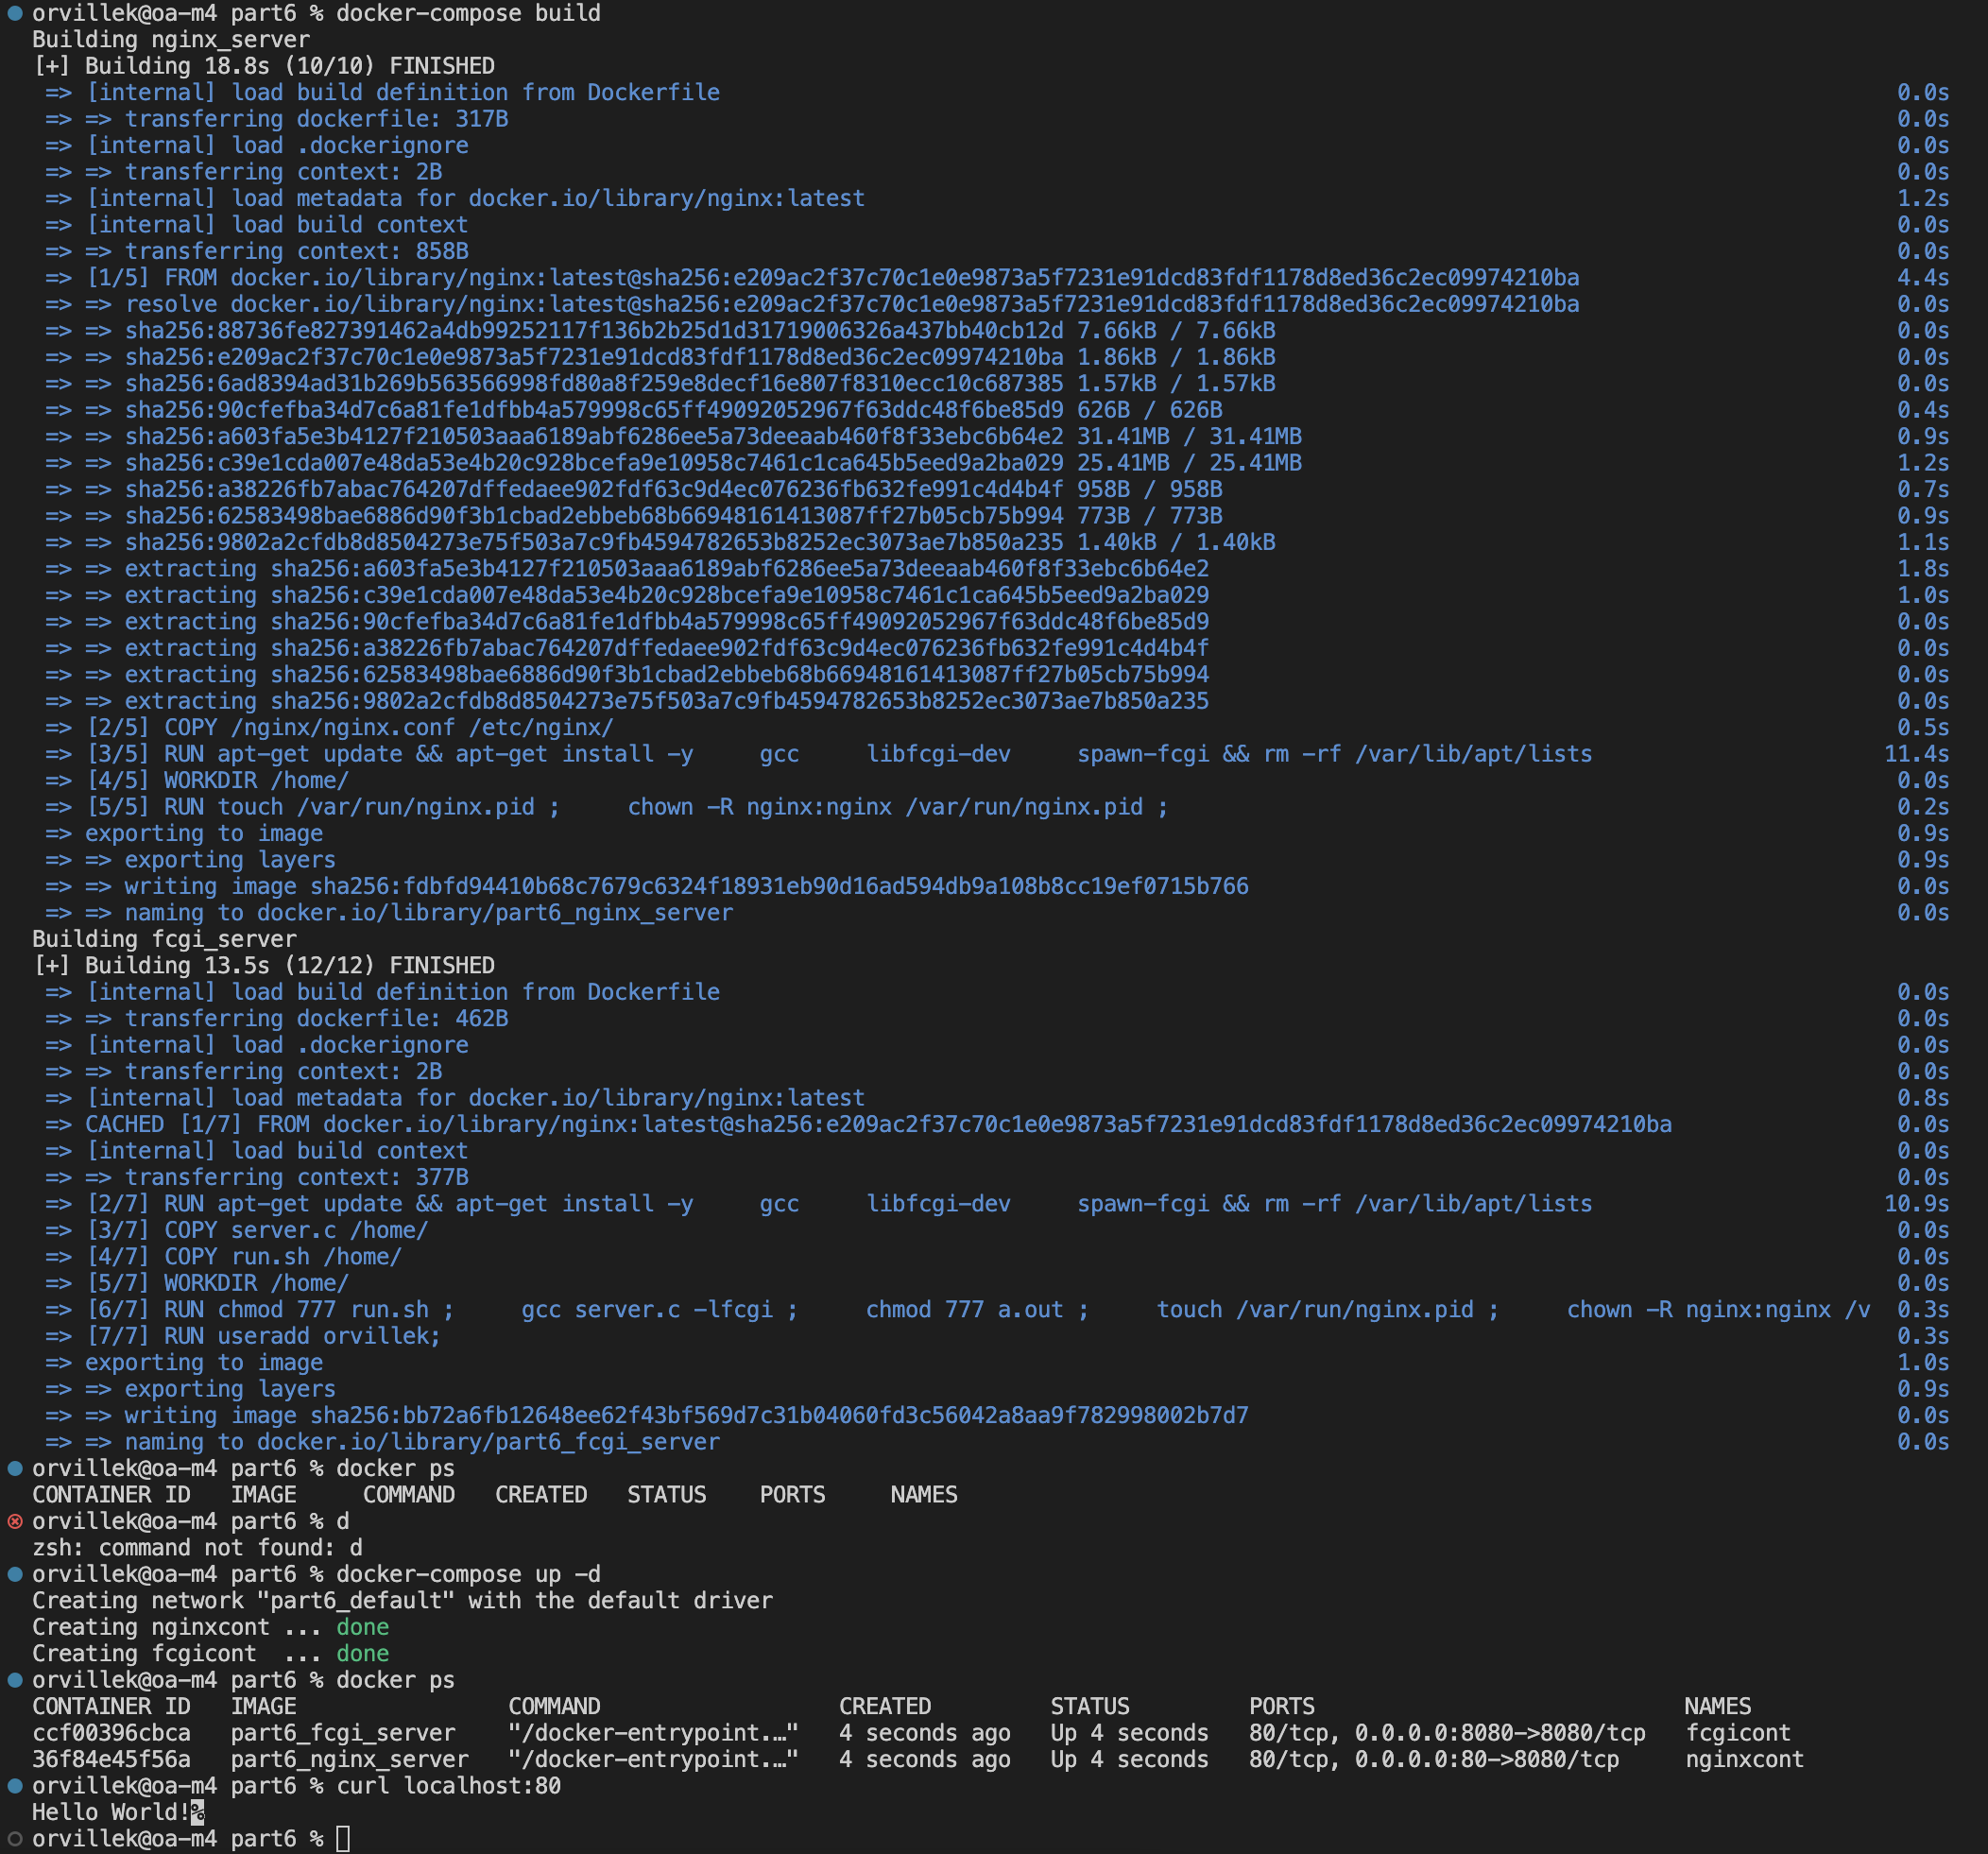 orvillek@oa-m4 part6 % docker-compose build
Building nginx_server
[+] Building 18.8s (10/10) FINISHED
=> [internal] load build definition from Dockerfile 0.0s
=> => transferring dockerfile: 317B 0.0s
=> [internal] load .dockerignore 0.0s
=> => transferring context: 2B 0.0s
=> [internal] load metadata for docker.io/library/nginx:latest 1.2s
=> [internal] load build context 0.0s
=> => transferring context: 858B 0.0s
=> [1/5] FROM docker.io/library/nginx:latest@sha256:e209ac2f37c70c1e0e9873a5f7231e91dcd83fdf1178d8ed36c2ec09974210ba 4.4s
=> => resolve docker.io/library/nginx:latest@sha256:e209ac2f37c70c1e0e9873a5f7231e91dcd83fdf1178d8ed36c2ec09974210ba 0.0s
=> => sha256:88736fe827391462a4db99252117f136b2b25d1d31719006326a437bb40cb12d 7.66kB / 7.66kB 0.0s
=> => sha256:e209ac2f37c70c1e0e9873a5f7231e91dcd83fdf1178d8ed36c2ec09974210ba 1.86kB / 1.86kB 0.0s
=> => sha256:6ad8394ad31b269b563566998fd80a8f259e8decf16e807f8310ecc10c687385 1.57kB / 1.57kB 0.0s
=> => sha256:90cfefba34d7c6a81fe1dfbb4a579998c65ff49092052967f63ddc48f6be85d9 626B / 626B 0.4s
=> => sha256:a603fa5e3b4127f210503aaa6189abf6286ee5a73deeaab460f8f33ebc6b64e2 31.41MB / 31.41MB 0.9s
=> => sha256:c39e1cda007e48da53e4b20c928bcefa9e10958c7461c1ca645b5eed9a2ba029 25.41MB / 25.41MB 1.2s
=> => sha256:a38226fb7abac764207dffedaee902fdf63c9d4ec076236fb632fe991c4d4b4f 958B / 958B 0.7s
=> => sha256:62583498bae6886d90f3b1cbad2ebbeb68b66948161413087ff27b05cb75b994 773B / 773B 0.9s
=> => sha256:9802a2cfdb8d8504273e75f503a7c9fb4594782653b8252ec3073ae7b850a235 1.40kB / 1.40kB 1.1s
=> => extracting sha256:a603fa5e3b4127f210503aaa6189abf6286ee5a73deeaab460f8f33ebc6b64e2 1.8s
=> => extracting sha256:c39e1cda007e48da53e4b20c928bcefa9e10958c7461c1ca645b5eed9a2ba029 1.0s
=> => extracting sha256:90cfefba34d7c6a81fe1dfbb4a579998c65ff49092052967f63ddc48f6be85d9 0.0s
=> => extracting sha256:a38226fb7abac764207dffedaee902fdf63c9d4ec076236fb632fe991c4d4b4f 0.0s
=> => extracting sha256:62583498bae6886d90f3b1cbad2ebbeb68b66948161413087ff27b05cb75b994 0.0s
=> => extracting sha256:9802a2cfdb8d8504273e75f503a7c9fb4594782653b8252ec3073ae7b850a235 0.0s
=> [2/5] COPY /nginx/nginx.conf /etc/nginx/ 0.5s
=> [3/5] RUN apt-get update && apt-get install -y     gcc     libfcgi-dev     spawn-fcgi && rm -rf /var/lib/apt/lists 11.4s
=> [4/5] WORKDIR /home/ 0.0s
=> [5/5] RUN touch /var/run/nginx.pid ;     chown -R nginx:nginx /var/run/nginx.pid ; 0.2s
=> exporting to image 0.9s
=> => exporting layers 0.9s
=> => writing image sha256:fdbfd94410b68c7679c6324f18931eb90d16ad594db9a108b8cc19ef0715b766 0.0s
=> => naming to docker.io/library/part6_nginx_server 0.0s
Building fcgi_server
[+] Building 13.5s (12/12) FINISHED
=> [internal] load build definition from Dockerfile 0.0s
=> => transferring dockerfile: 462B 0.0s
=> [internal] load .dockerignore 0.0s
=> => transferring context: 2B 0.0s
=> [internal] load metadata for docker.io/library/nginx:latest 0.8s
=> CACHED [1/7] FROM docker.io/library/nginx:latest@sha256:e209ac2f37c70c1e0e9873a5f7231e91dcd83fdf1178d8ed36c2ec09974210ba 0.0s
=> [internal] load build context 0.0s
=> => transferring context: 377B 0.0s
=> [2/7] RUN apt-get update && apt-get install -y     gcc     libfcgi-dev     spawn-fcgi && rm -rf /var/lib/apt/lists 10.9s
=> [3/7] COPY server.c /home/ 0.0s
=> [4/7] COPY run.sh /home/ 0.0s
=> [5/7] WORKDIR /home/ 0.0s
=> [6/7] RUN chmod 777 run.sh ;     gcc server.c -lfcgi ;     chmod 777 a.out ;     touch /var/run/nginx.pid ;     chown -R nginx:nginx /v 0.3s
=> [7/7] RUN useradd orvillek; 0.3s
=> exporting to image 1.0s
=> => exporting layers 0.9s
=> => writing image sha256:bb72a6fb12648ee62f43bf569d7c31b04060fd3c56042a8aa9f782998002b7d7 0.0s
=> => naming to docker.io/library/part6_fcgi_server 0.0s
orvillek@oa-m4 part6 % docker ps
CONTAINER ID   IMAGE     COMMAND   CREATED   STATUS    PORTS     NAMES
orvillek@oa-m4 part6 % d
zsh: command not found: d
orvillek@oa-m4 part6 % docker-compose up -d
Creating network "part6_default" with the default driver
Creating nginxcont ... done
Creating fcgicont  ... done
orvillek@oa-m4 part6 % docker ps
CONTAINER ID   IMAGE                COMMAND                  CREATED         STATUS         PORTS                            NAMES
ccf00396cbca   part6_fcgi_server    "/docker-entrypoint.…"   4 seconds ago   Up 4 seconds   80/tcp, 0.0.0.0:8080->8080/tcp   fcgicont
36f84e45f56a   part6_nginx_server   "/docker-entrypoint.…"   4 seconds ago   Up 4 seconds   80/tcp, 0.0.0.0:80->8080/tcp     nginxcont
orvillek@oa-m4 part6 % curl localhost:80
Hello World!%
orvillek@oa-m4 part6 %